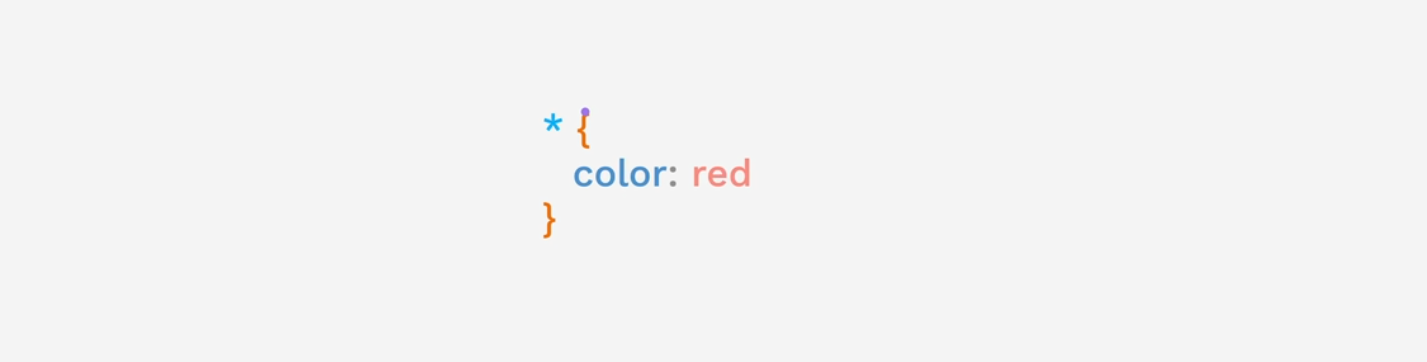 * {
color: red
}